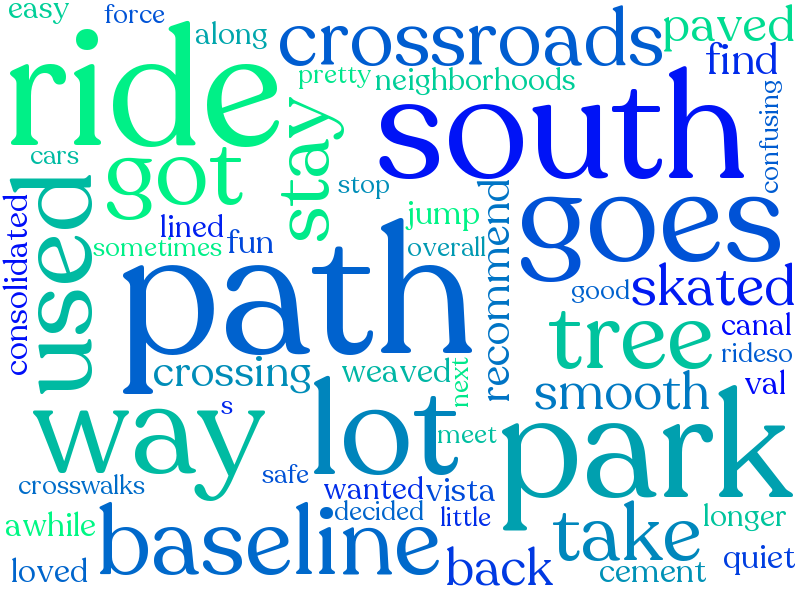 easy
force
crossroads
paved
along
find
ride
pretty
neighborhoods
south
confusing
cars
got
stay
stop
used
recommend
goes
consolidated
lined
jump
sometimes
fun
overall
path
good
skated
tree
canal
rideso
crossing
weaved
next
smooth
val
way
s
lot
park
meet
crosswalks
safe
wanted
vista
awhile
baseline
decided
little
take
longer
loved
back
cement
quiet